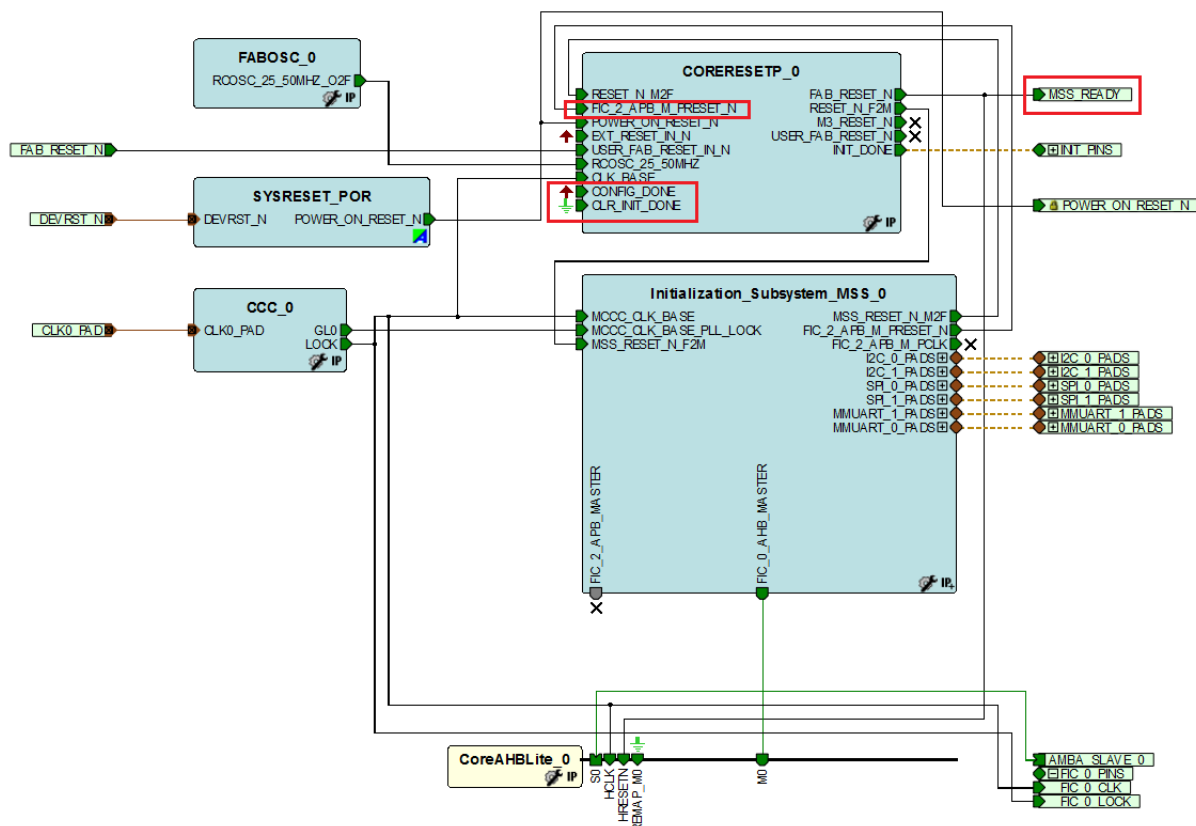 FABOSC_0
RCOSC_25_50MHZ_O2F
IP
FAB_RESET_N
SYSRESET_POR
DEVRST_N
DEVRST_N
POWER_ON_RESET_N
A
CCC_0
CLK0_PAD
CLK0_PAD
GL0
LOCK
IP
CORERESETP_0
RESET_N_M2F
FIC_2_APB_M_PRESET_N
POWER_ON_RESET_N
EXT_RESET_IN_N
USER_FAB_RESET_IN_N
RCOSC_25_50MHZ
CLK_BASE
CONFIG_DONE
CLR_INIT_DONE
FAB_RESET_N
RESET_N_F2M
M3_RESET_N
USER_FAB_RESET_N
INIT_DONE
IP
MSS_READY
INIT_PINS
POWER_ON_RESET_N
Initialization_Subsystem_MSS_0
MCCC_CLK_BASE
MCCC_CLK_BASE_PLL_LOCK
MSS_RESET_N_F2M
MSS_RESET_N_M2F
FIC_2_APB_M_PRESET_N
FIC_2_APB_M_PCLK
I2C_0_PADS
I2C_1_PADS
SPI_0_PADS
SPI_1_PADS
MMUART_1_PADS
MMUART_0_PADS
FIC_2_APB_MASTER
FIC_0_AHB_MASTER
IP
I2C_0_PADS
I2C_1_PADS
SPI_0_PADS
SPI_1_PADS
MMUART_1_PADS
MMUART_0_PADS
CoreAHBLite_0
IP
S0
HCLK
HRESETN
REMAP_M0
M0
AMBA_SLAVE_0
FIC_0_PINS
FIC_0_CLK
FIC_0_LOCK